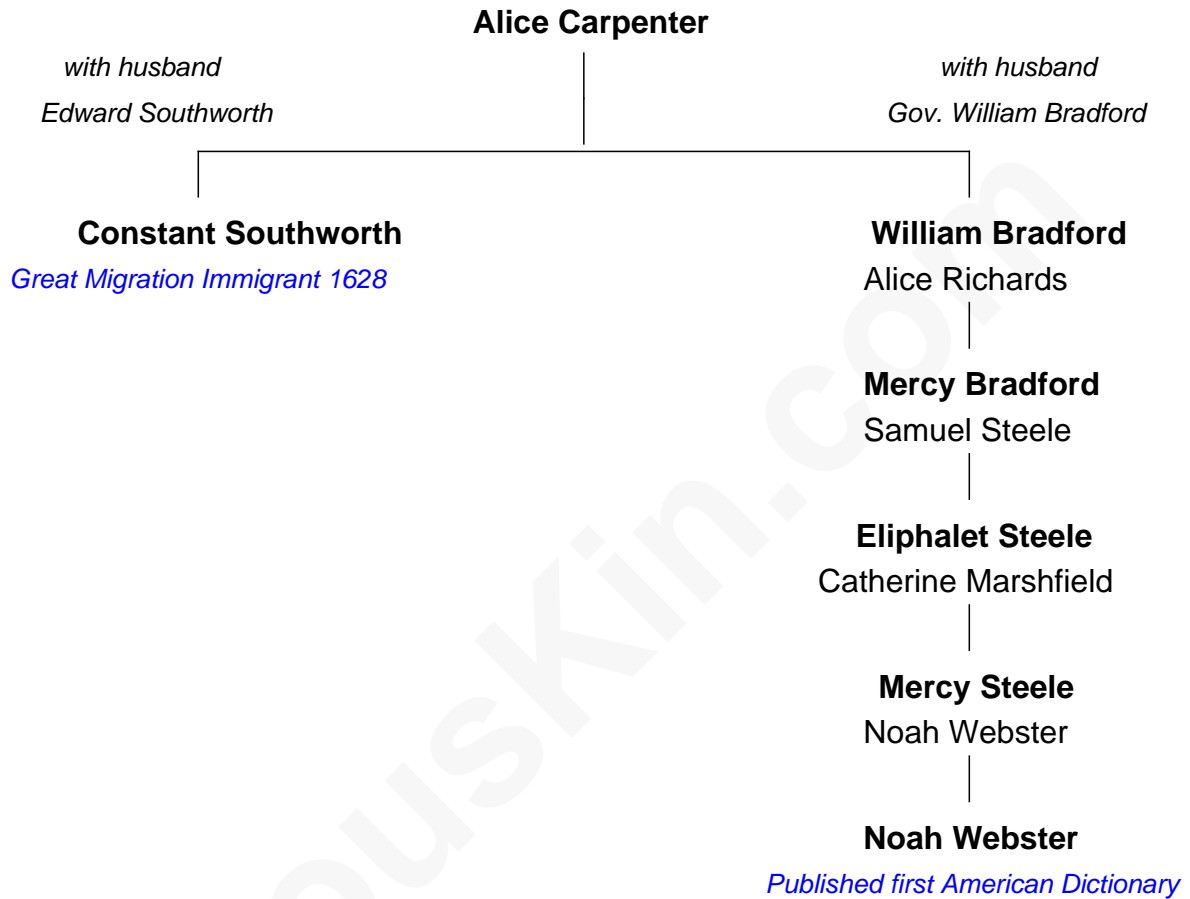 Alice Carpenter
with husband
Edward Southworth
with husband
Gov. William Bradford
Constant Southworth
Great Migration Immigrant 1628
William Bradford
Alice Richards
Mercy Bradford
Samuel Steele
Eliphalet Steele
Catherine Marshfield
Mercy Steele
Noah Webster
Noah Webster
Published first American Dictionary
ouskin.com